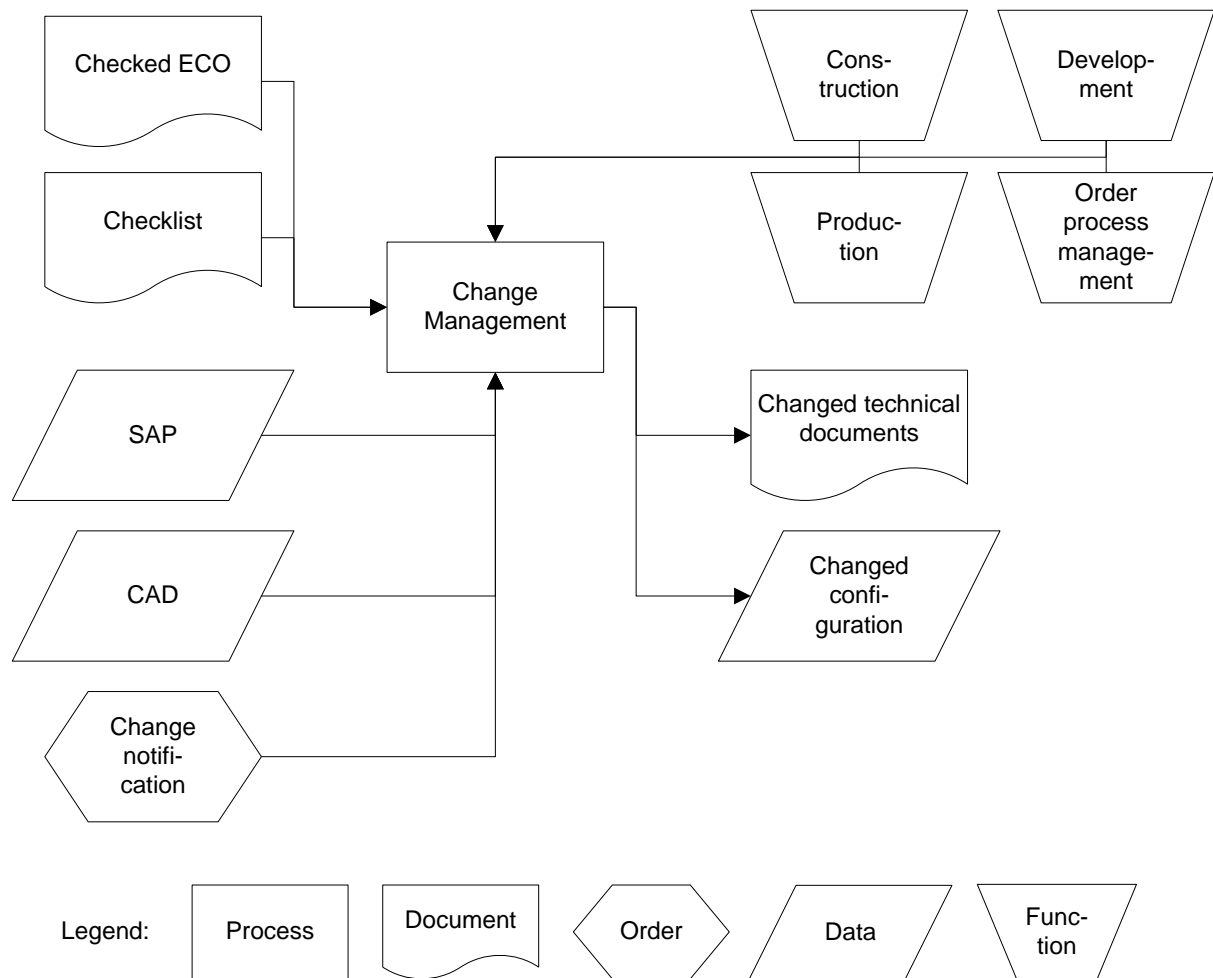 Checked ECO
Cons-
truction
Develop-
ment
Checklist
Produc-
tion
Order
process
manage-
ment
Change
Management
SAP
Changed technical
documents
CAD
Changed
confi-
guration
Change
notifi-
cation
Legend:
Process
Document
Order
Data
Func-
tion